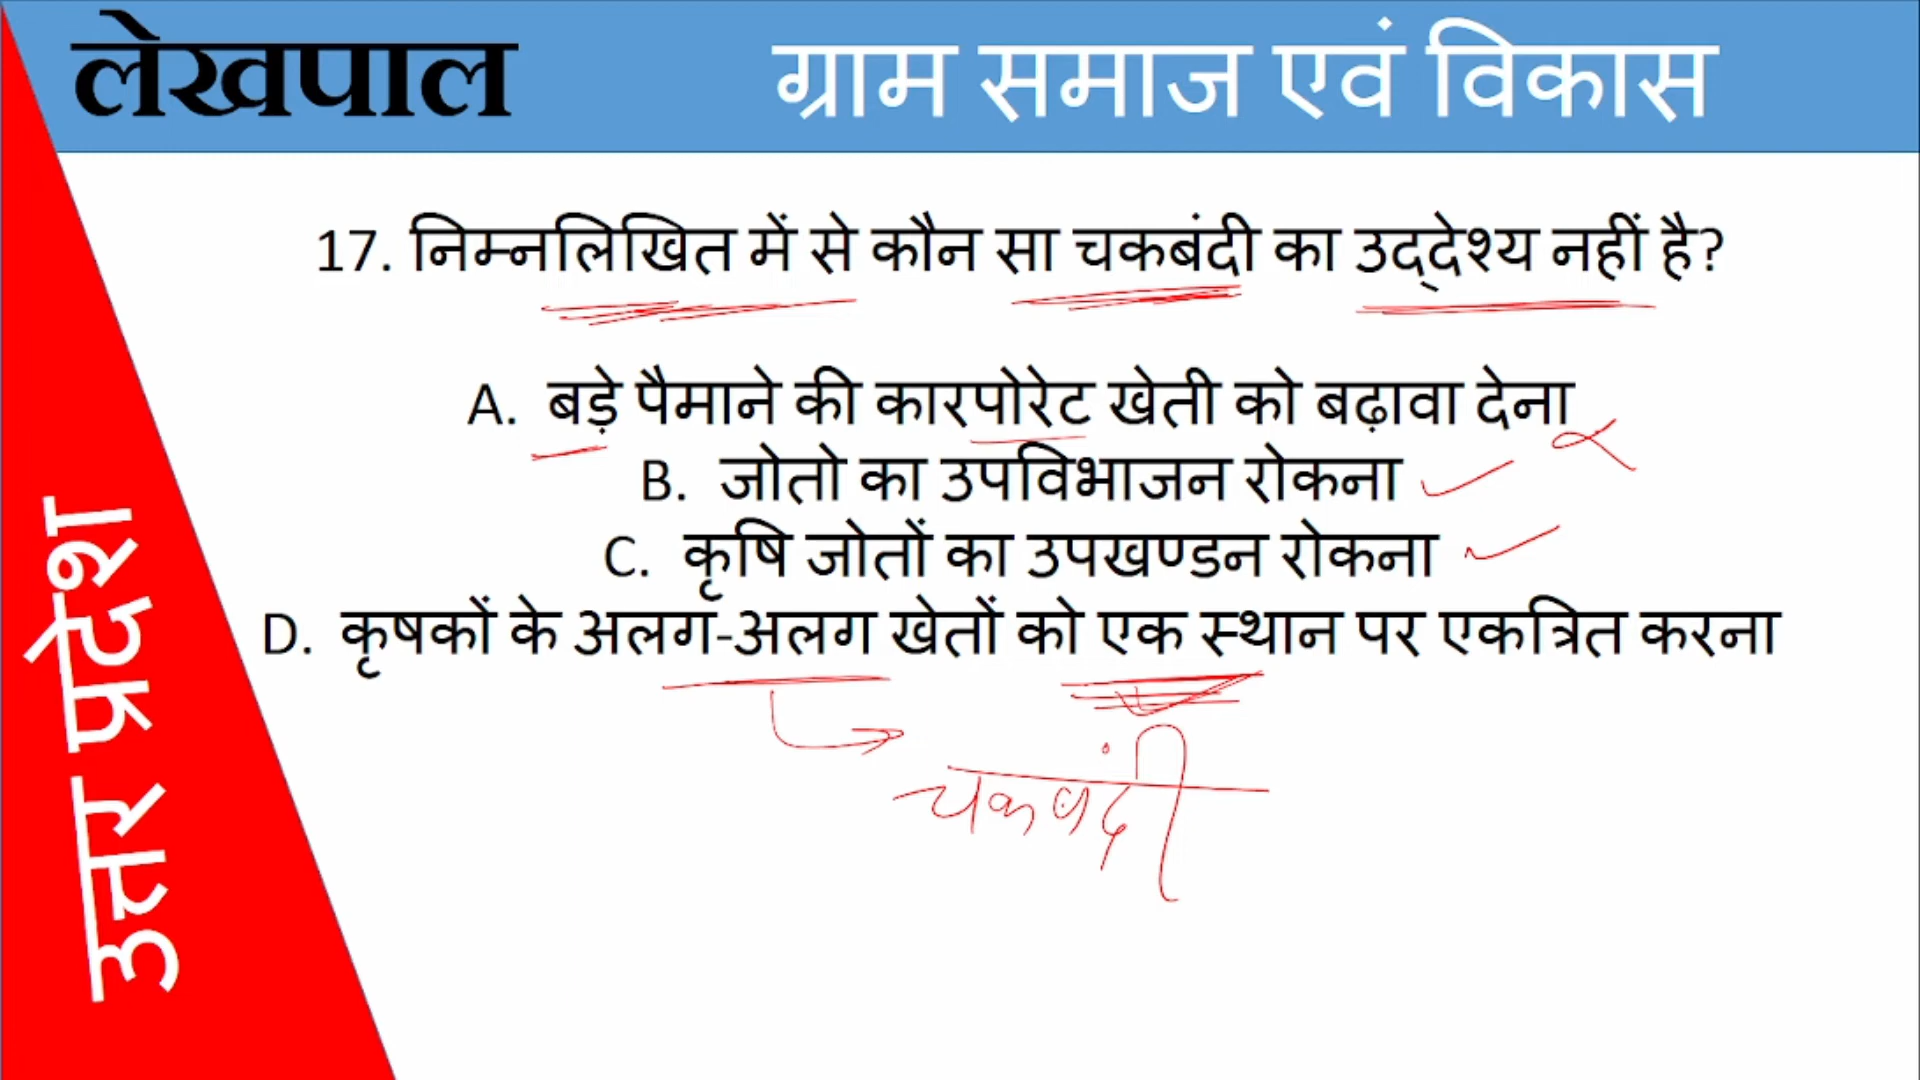 लेखपाल
ग्राम समाज एवं विकास
उत्तर प्रदेश
17. निम्नलिखित में से कौन सा चकबंदी का उद्देश्य नहीं है?
A. बड़े पैमाने की कारपोरेट खेती को बढ़ावा देना
B. जोतो का उपविभाजन रोकना
C. कृषि जोतों का उपखण्डन रोकना
D. कृषकों के अलग-अलग खेतों को एक स्थान पर एकत्रित करना
चकबंदी